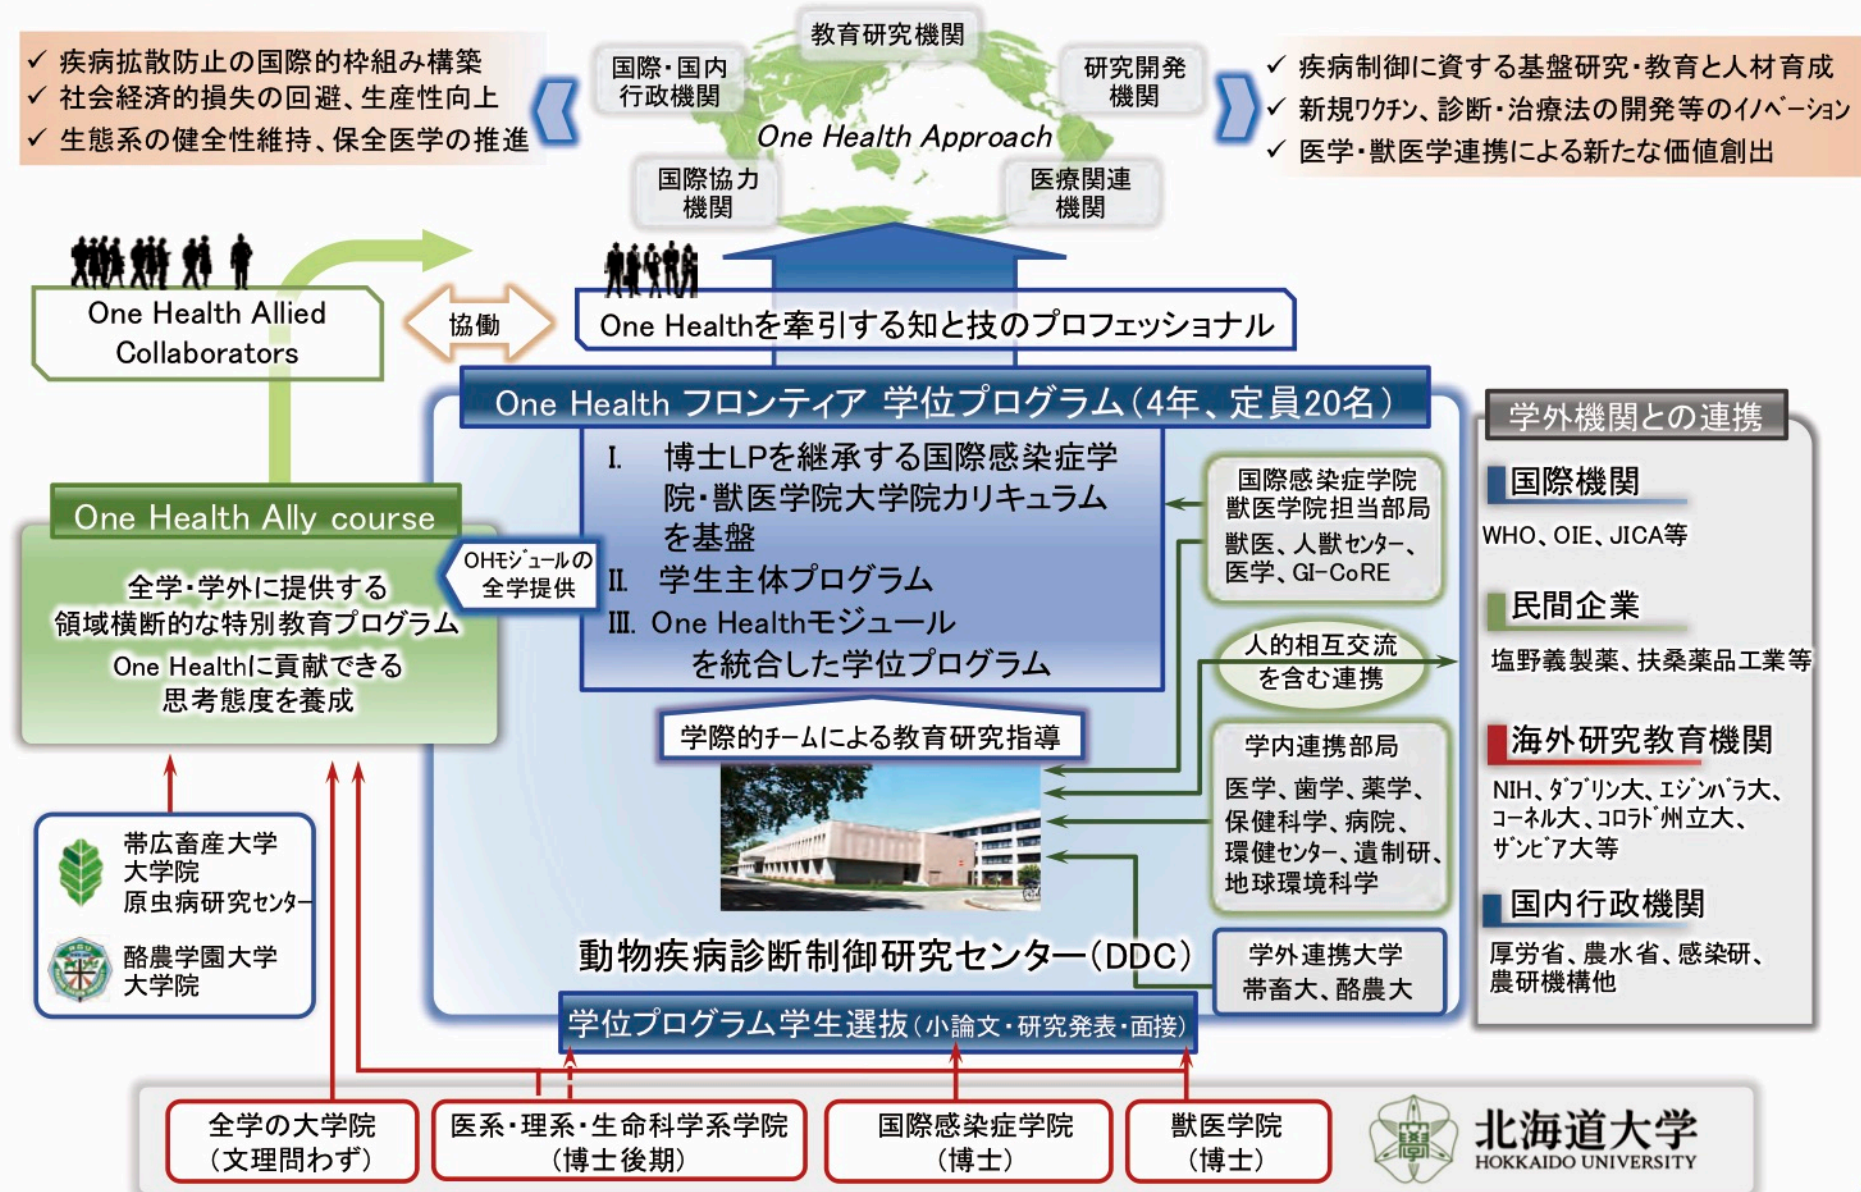 教育研究機関
国際・国内
行政機関
研究開発
機関
One Health Approach
国際協力
機関
医療関連
機関
✓ 疾病拡散防止の国際的枠組み構築
✓ 社会経済的損失の回避、生産性向上
✓ 生態系の健全性維持、保全医学の推進
✓ 疾病制御に資する基盤研究・教育と人材育成
✓ 新規ワクチン、診断・治療法の開発等のイノベーション
✓ 医学・獣医学連携による新たな価値創出
One Health Allied
Collaborators
協働
One Healthを牽引する知と技のプロフェッショナル
One Health フロンティア 学位プログラム(4年、定員20名)
I. 博士LPを継承する国際感染症学
院・獣医学院大学院カリキュラム
を基盤
II. 学生主体プログラム
III. One Healthモジュール
を統合した学位プログラム
OHモジュールの
全学提供
One Health Ally course
全学・学外に提供する
領域横断的な特別教育プログラム
One Healthに貢献できる
思考態度を養成
学際的チームによる教育研究指導
動物疾病診断制御研究センター(DDC)
国際感染症学院
獣医学院担当部局
獣医、人獣センター、
医学、GI-CoRE
人的相互交流
を含む連携
学内連携部局
医学、歯学、薬学、
保健科学、病院、
環健センター、遺制研、
地球環境科学
学外連携大学
帯畜大、酪農大
学外機関との連携
国際機関
WHO、OIE、JICA等
民間企業
塩野義製薬、扶桑薬品工業等
海外研究教育機関
NIH、ダブリン大、エジンバラ大、
コーネル大、コロラド州立大、
ザンビア大等
国内行政機関
厚労省、農水省、感染研、
農研機構他
帯広畜産大学
大学院
原虫病研究センター
酪農学園大学
大学院
学位プログラム学生選抜(小論文・研究発表・面接)
全学の大学院
(文理問わず)
医系・理系・生命科学系学院
(博士後期)
国際感染症学院
(博士)
獣医学院
(博士)
北海道大学
HOKKAIDO UNIVERSITY